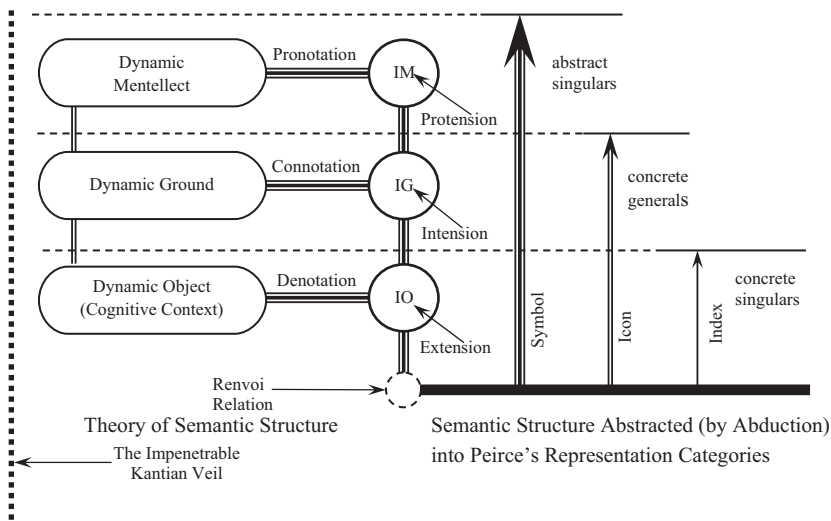 Dynamic
Mentellect
Pronotation
IM
Protension
abstract
singulars
Dynamic Ground
Connotation
IG
Intension
concrete
generals
Dynamic Object
(Cognitive Context)
Denotation
IO
Extension
concrete
singulars
Symbol
Icon
Index
Renvoi
Relation
Theory of Semantic Structure
The Impenetrable
Kantian Veil
Semantic Structure Abstracted (by Abduction)
into Peirce's Representation Categories